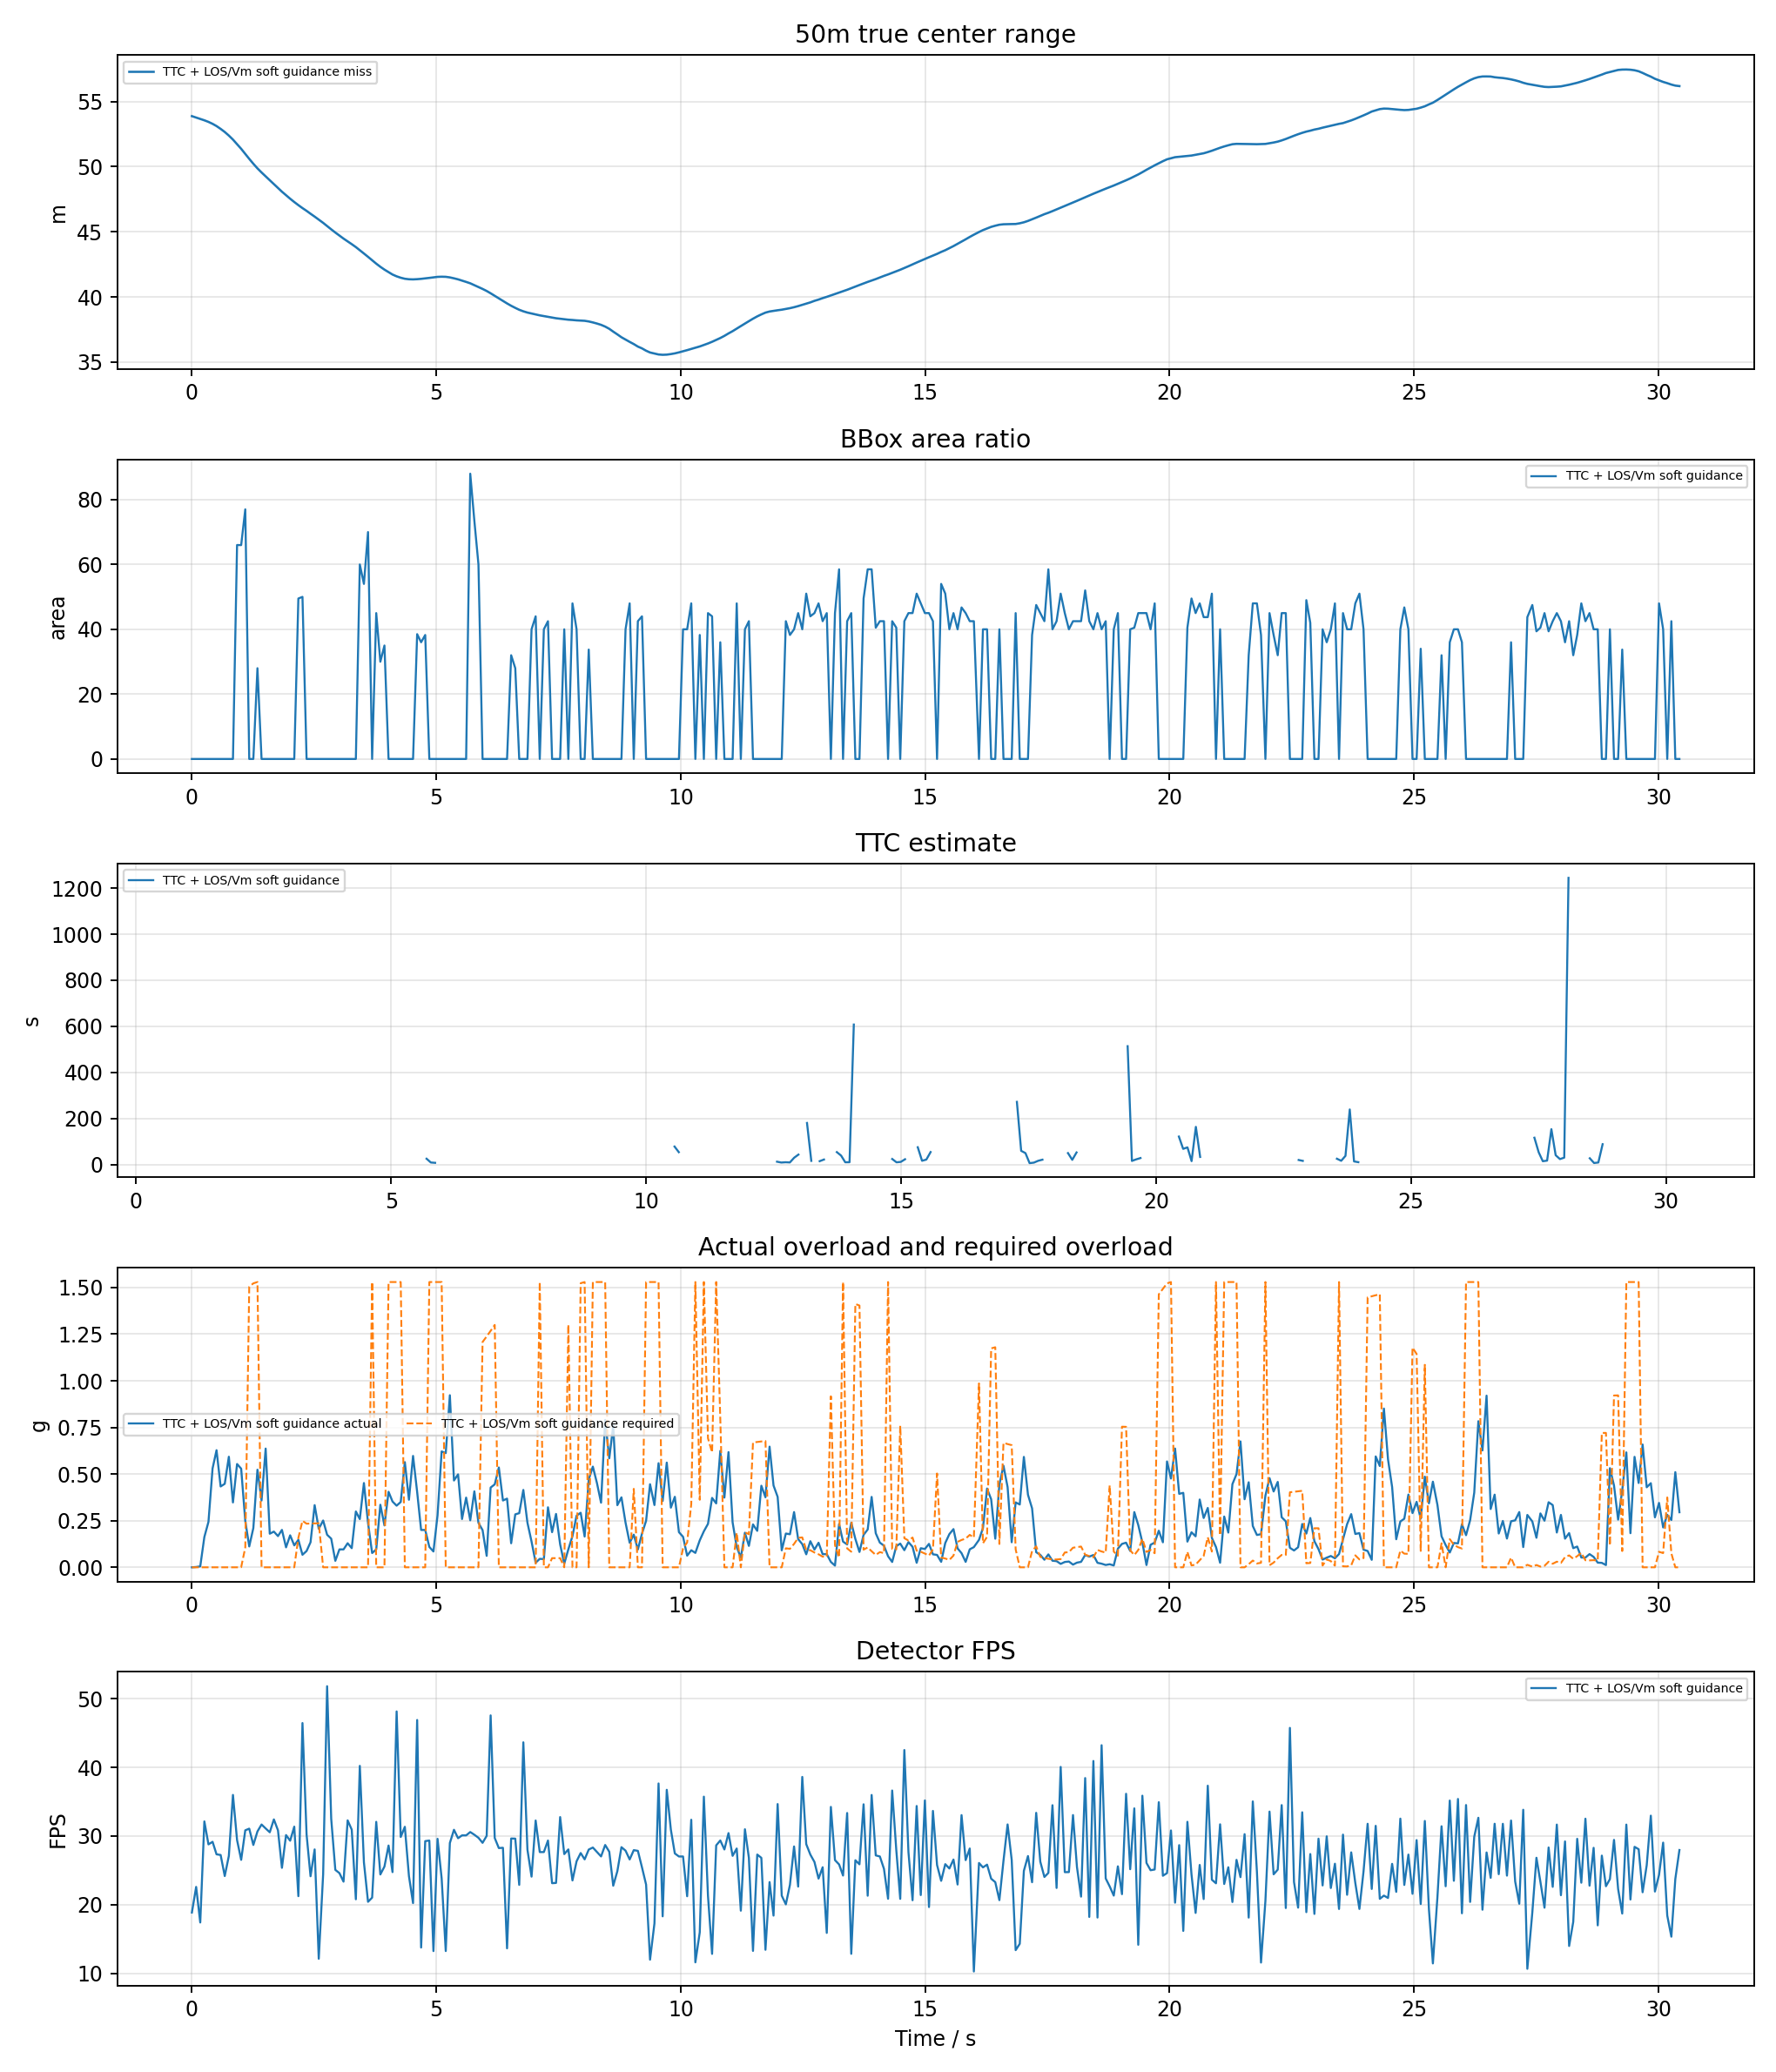 50m true center range
TTC + LOS/Vm soft guidance miss
m
55
50
45
40
35
0 5 10 15 20 25 30
BBox area ratio
TTC + LOS/Vm soft guidance
area
80
60
40
20
0
0 5 10 15 20 25 30
TTC estimate
TTC + LOS/Vm soft guidance
s
1200
1000
800
600
400
200
0
0 5 10 15 20 25 30
Actual overload and required overload
g
1.50
1.25
1.00
0.75
0.50
0.25
0.00
TTC + LOS/Vm soft guidance actual TTC + LOS/Vm soft guidance required
0 5 10 15 20 25 30
Detector FPS
TTC + LOS/Vm soft guidance
FPS
50
40
30
20
10
0 5 10 15 20 25 30
Time / s